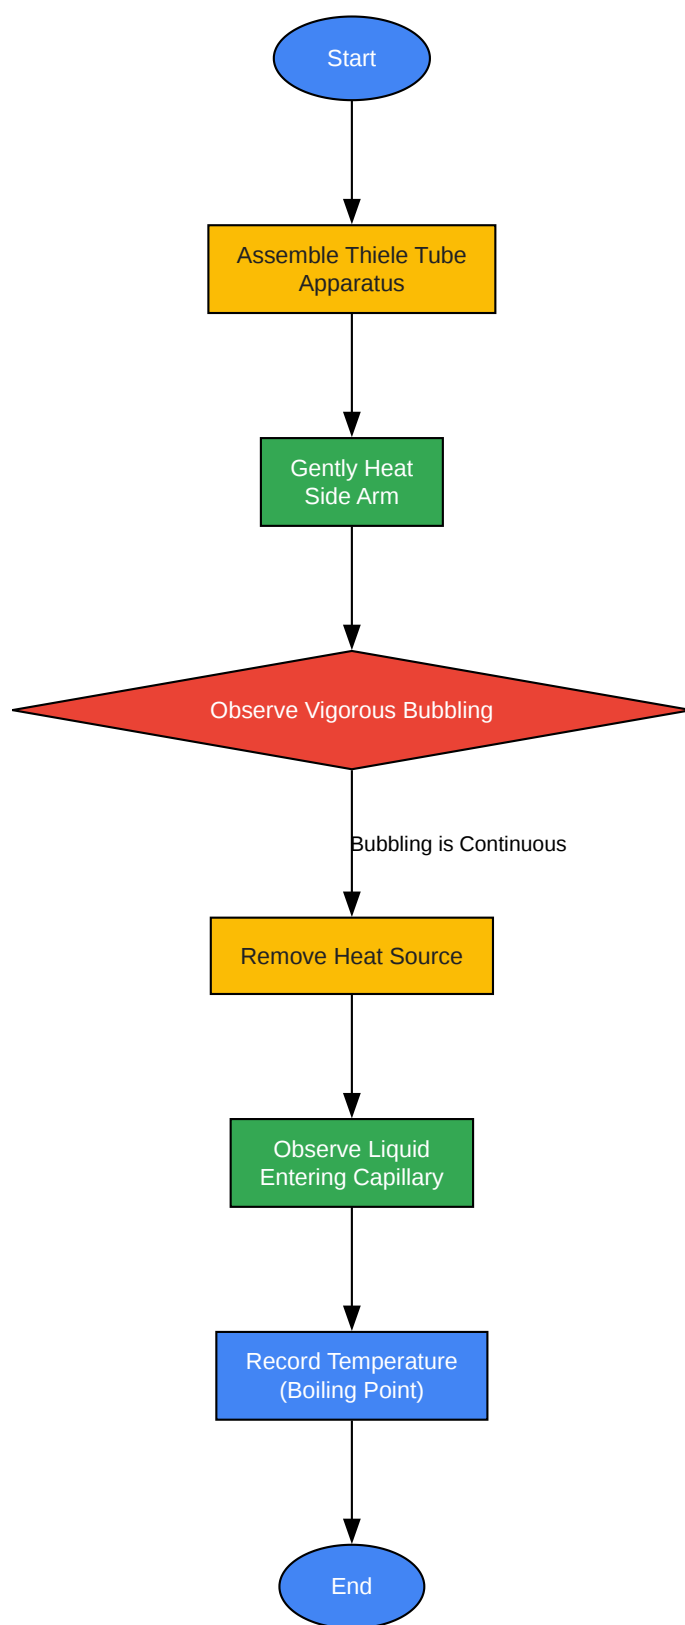 Start
Assemble Thiele Tube
Apparatus
Gently Heat
Side Arm
Observe Vigorous Bubbling
Bubbling is Continuous
Remove Heat Source
Observe Liquid
Entering Capillary
Record Temperature
(Boiling Point)
End